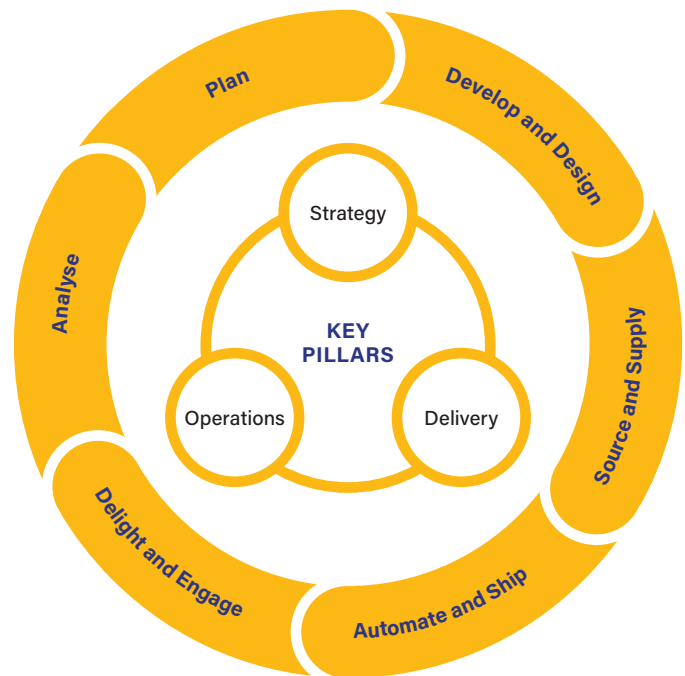 Plan
Develop and Design
Source and Supply
Automate and Ship
Delight and Engage
Analyse
Strategy
KEY
PILLARS
Operations
Delivery